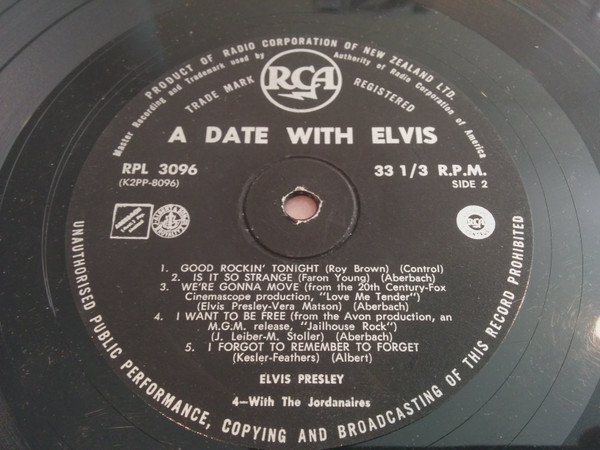 PRODUCT OF RADIO CORPORATION OF NEW ZEALAND LTD.
Master Recording and Trademark used by Authority of Radio Corporation of America
RCA
TRADE MARK REGISTERED
A DATE WITH ELVIS
RPL 3096 33 1/3 R.P.M.
(K2PP-8096) SIDE 2
RCA
1. GOOD ROCKIN' TONIGHT (Roy Brown) (Control)
2. IS IT SO STRANGE (Faron Young) (Aberbach)
3. WE'RE GONNA MOVE (from the 20th Century-Fox
Cinemascope production, "Love Me Tender")
(Elvis Presley-Vera Matson) (Aberbach)
4. I WANT TO BE FREE (from the Avon production, an
M.G.M. release, "Jailhouse Rock")
(J. Leiber-M. Stoller) (Aberbach)
5. I FORGOT TO REMEMBER TO FORGET
(Kesler-Feathers) (Albert)
ELVIS PRESLEY
4—With The Jordanaires
UNAUTHORISED PUBLIC PERFORMANCE, COPYING AND BROADCASTING OF THIS RECORD PROHIBITED